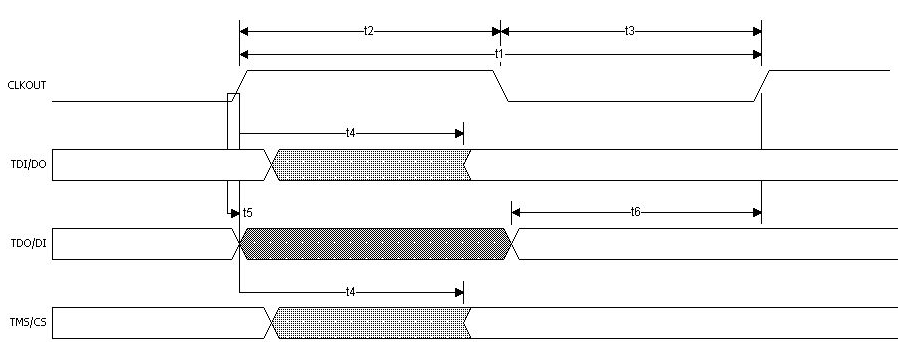 t2
t3
t1
CLKOUT
t4
TDI/DO
t5
t6
TDO/DI
t4
TMS/CS